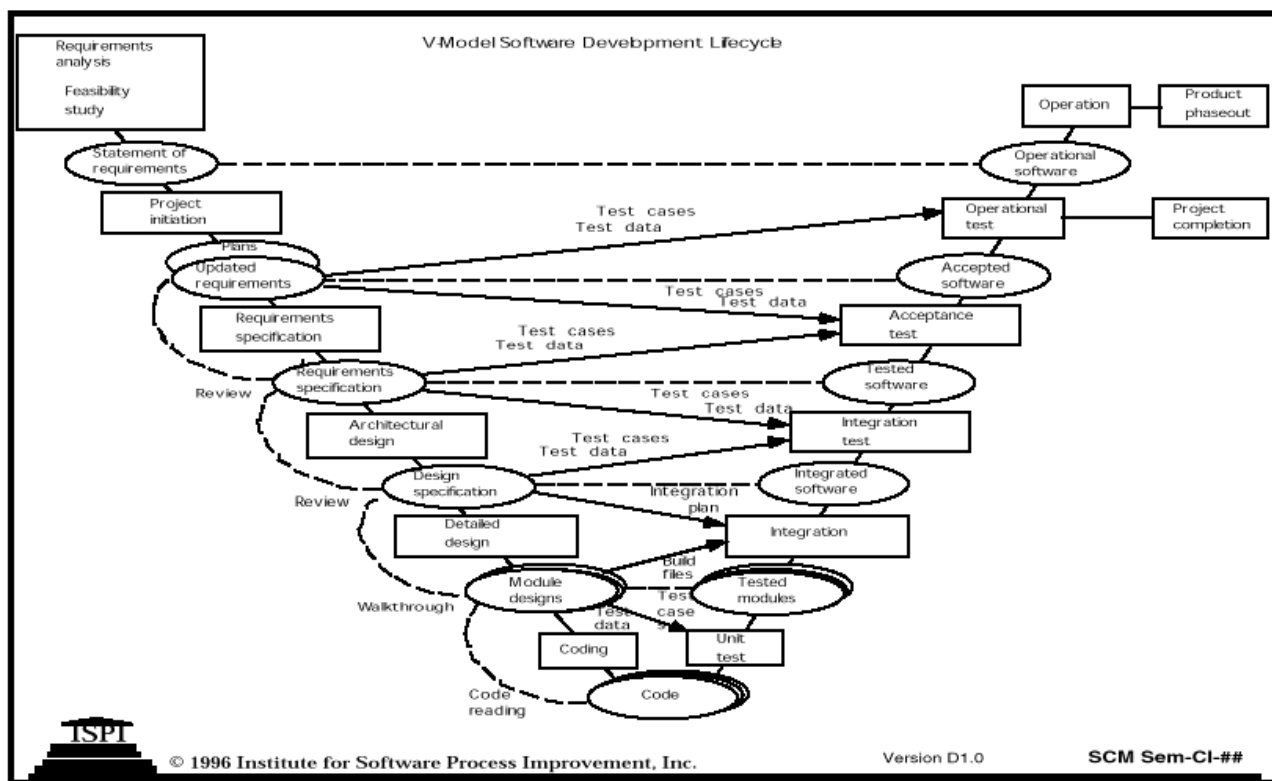 V-Model Software Development Lifecycle
Requirements
analysis
Feasibility
study
Statement of
requirements
Project
initiation
Plans
Updated
requirements
Requirements
specification
Review
Requirements
specification
Architectural
design
Review
Design
specification
Detailed
design
Walkthrough
Module
designs
Coding
Code
reading
Code
Test cases
Test data
Test cases
Test data
Test cases
Test data
Test cases
Test data
Test cases
Test data
Integration
plan
Build
files
Test
case
s
Test
data
Operation
Product
phaseout
Operational
software
Operational
test
Project
completion
Accepted
software
Acceptance
test
Tested
software
Integration
test
Integrated
software
Integration
Tested
modules
Unit
test
ISPI
© 1996 Institute for Software Process Improvement, Inc.
Version D1.0
SCM Sem-CI-##